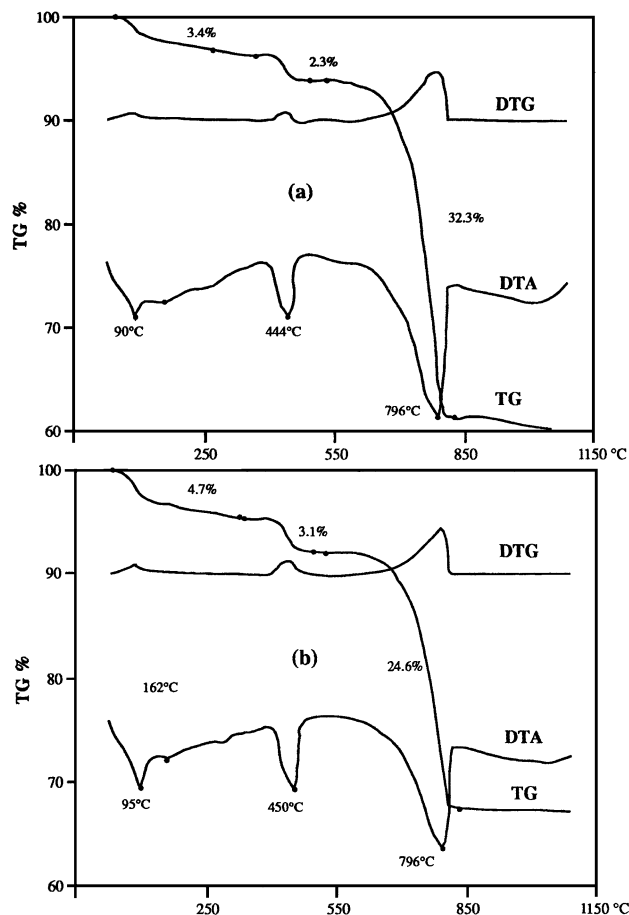 100
3.4%
2.3%
DTG
90
(a)
TG %
32.3%
80
DTA
90°C
444°C
70
796°C
TG
60
250
550
850
1150 °C
100
4.7%
3.1%
DTG
90
(b)
24.6%
TG %
80
162°C
DTA
95°C
450°C
70
TG
796°C
60
250
550
850
1150 °C